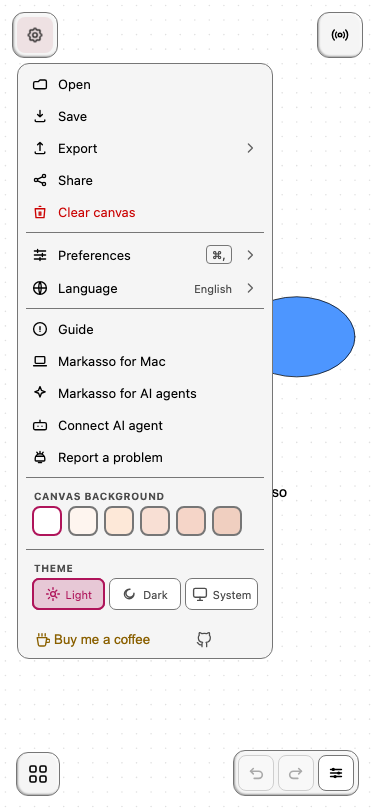 Open
Save
Export
Share
Clear canvas
Preferences ⌘,
Language English
Guide
Markasso for Mac
Markasso for AI agents
Connect AI agent
Report a problem
CANVAS BACKGROUND
so
THEME
Light Dark System
Buy me a coffee